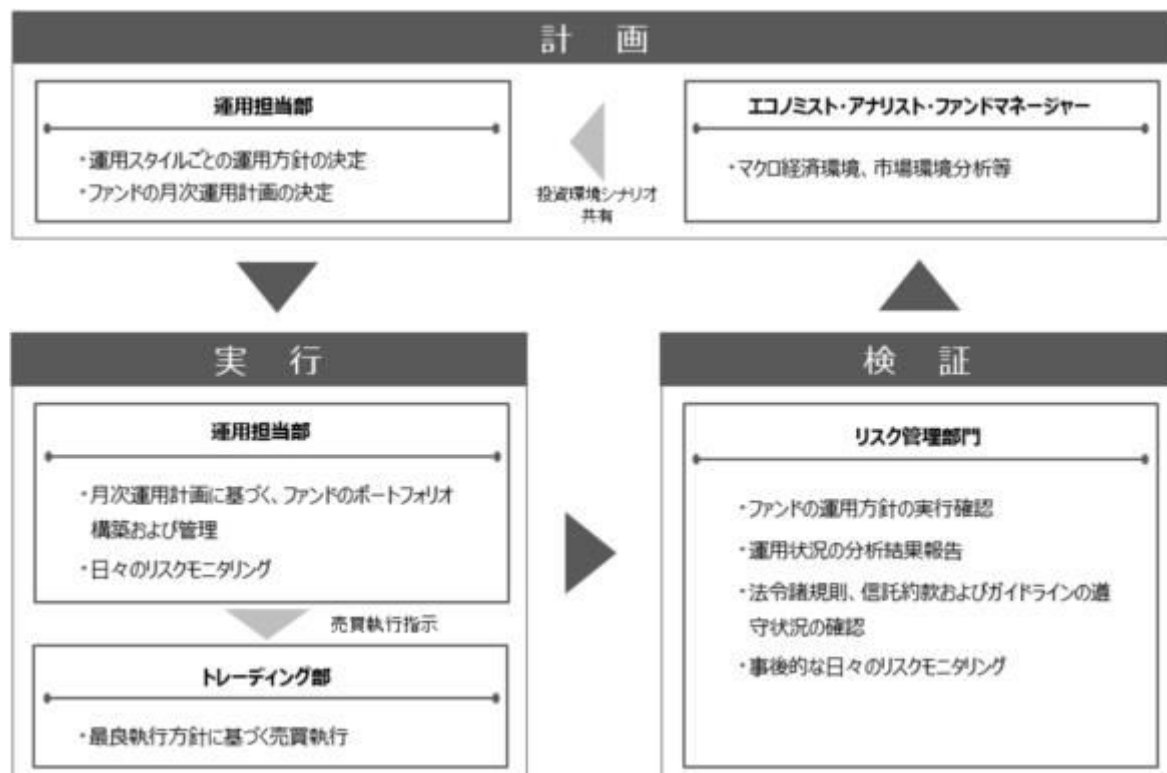 計 画
運用担当部
・運用スタイルごとの運用方針の決定
・ファンドの月次運用計画の決定
投資環境シナリオ
共有
エコノミスト・アナリスト・ファンドマネージャー
・マクロ経済環境、市場環境分析等
実 行
運用担当部
・月次運用計画に基づく、ファンドのポートフォリオ
構築および管理
・日々のリスクモニタリング
売買執行指示
トレーディング部
・最良執行方針に基づく売買執行
検 証
リスク管理部門
・ファンドの運用方針の実行確認
・運用状況の分析結果報告
・法令諸規則、信託約款およびガイドラインの遵
守状況の確認
・事後的な日々のリスクモニタリング